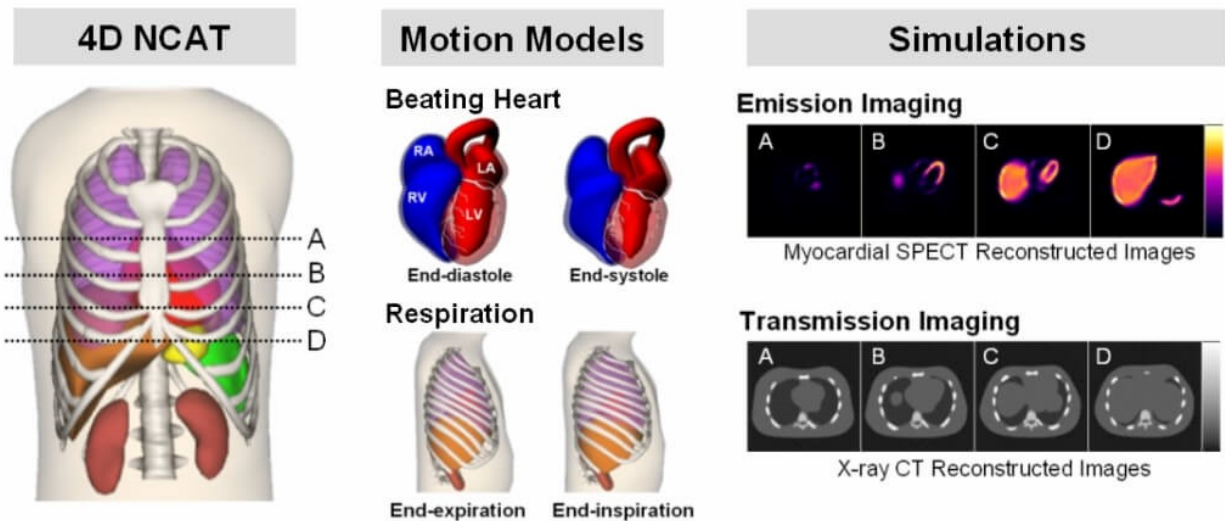 4D NCAT
A
B
C
D
Motion Models
Beating Heart
RA
LA
RV
LV
End-diastole
End-systole
Respiration
End-expiration
End-inspiration
Simulations
Emission Imaging
A
B
C
D
Myocardial SPECT Reconstructed Images
Transmission Imaging
A
B
C
D
X-ray CT Reconstructed Images